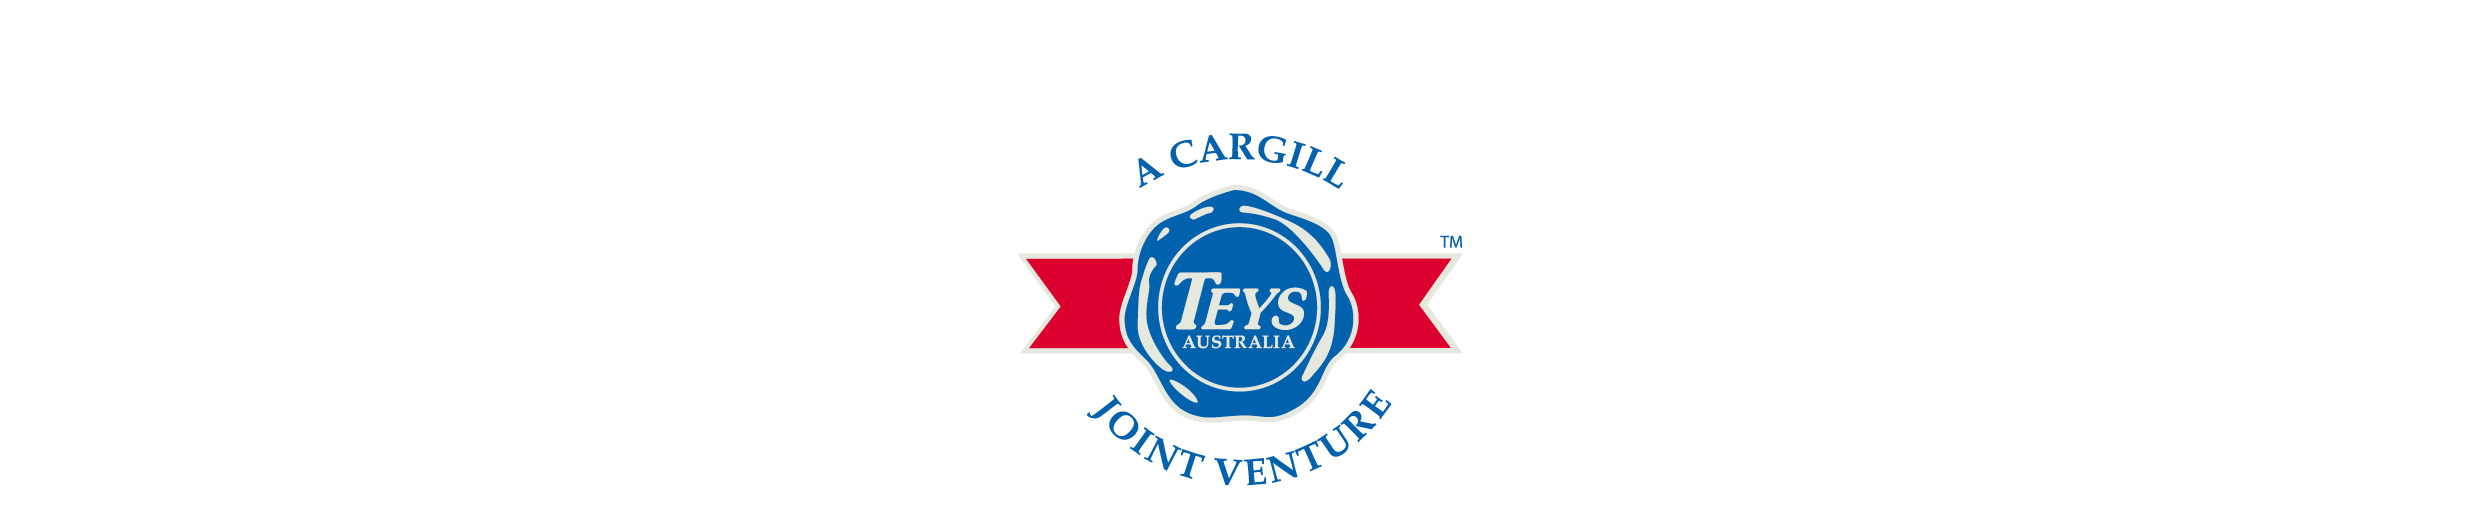 A CARGILL
TM
TEYS
AUSTRALIA
JOINT VENTURE